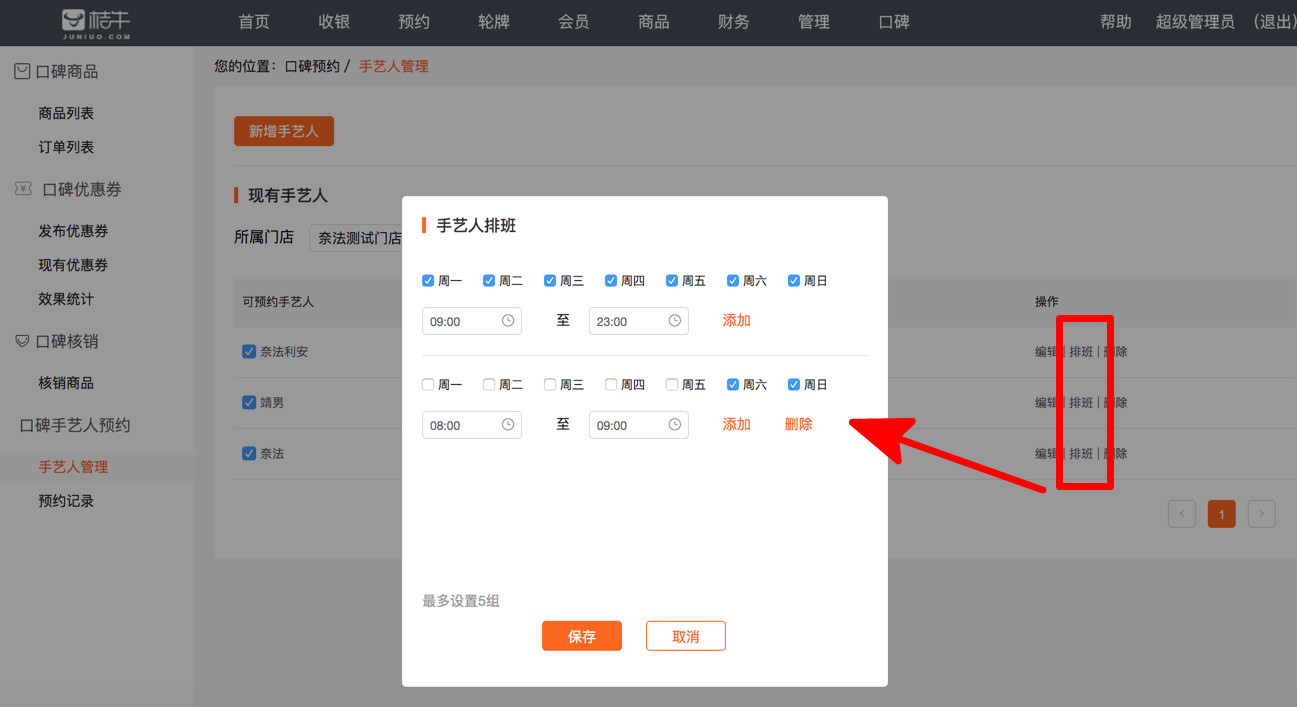 桔牛
JUNIUO.COM
首页 收银 预约 轮牌 会员 商品 财务 管理 口碑 帮助 超级管理员 (退出)
口碑商品
商品列表
订单列表
口碑优惠券
发布优惠券
现有优惠券
效果统计
口碑核销
核销商品
口碑手艺人预约
手艺人管理
预约记录
您的位置: 口碑预约 / 手艺人管理
新增手艺人
现有手艺人
所属门店 奈法测试门店
可预约手艺人 操作
奈法利安 编辑 | 排班 | 删除
靖男 编辑 | 排班 | 删除
奈法 编辑 | 排班 | 删除
< 1 >
手艺人排班
周一 周二 周三 周四 周五 周六 周日
09:00 至 23:00 添加
周一 周二 周三 周四 周五 周六 周日
08:00 至 09:00 添加 删除
最多设置5组
保存 取消